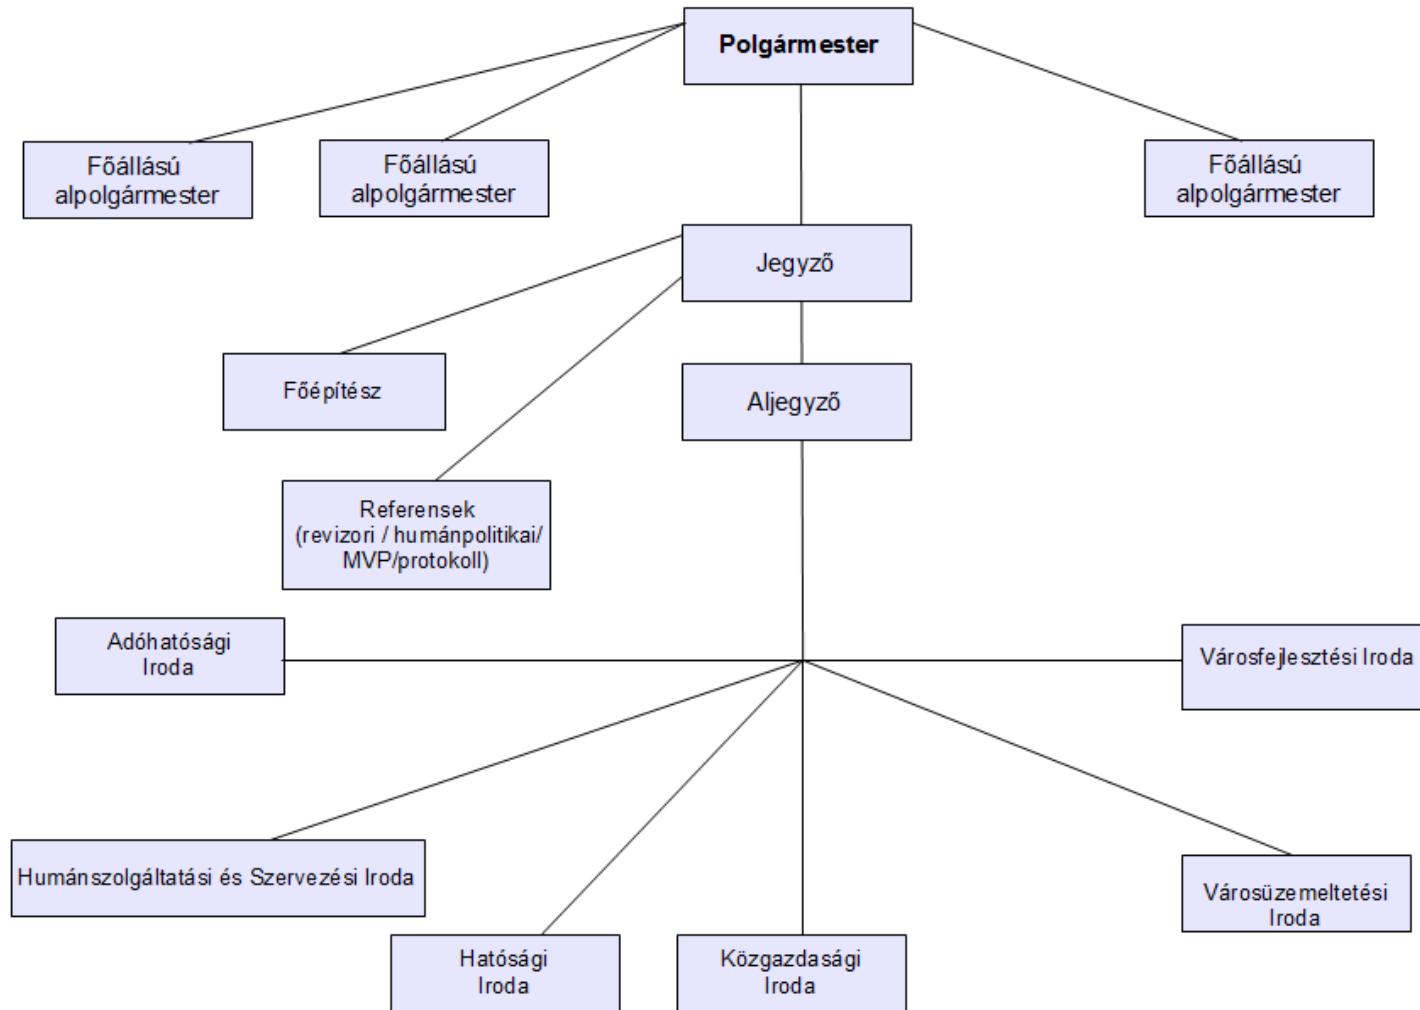 Polgármester
Főállású
alpolgármester
Főállású
alpolgármester
Főállású
alpolgármester
Jegyző
Főépítész
Aljegyző
Referensek
(revizori / humánpolitikai/
MVP/protokoll)
Adóhatósági
Iroda
Városfejlesztési Iroda
Humánszolgáltatási és Szervezési Iroda
Városüzemeltetési
Iroda
Hatósági
Iroda
Közgazdasági
Iroda